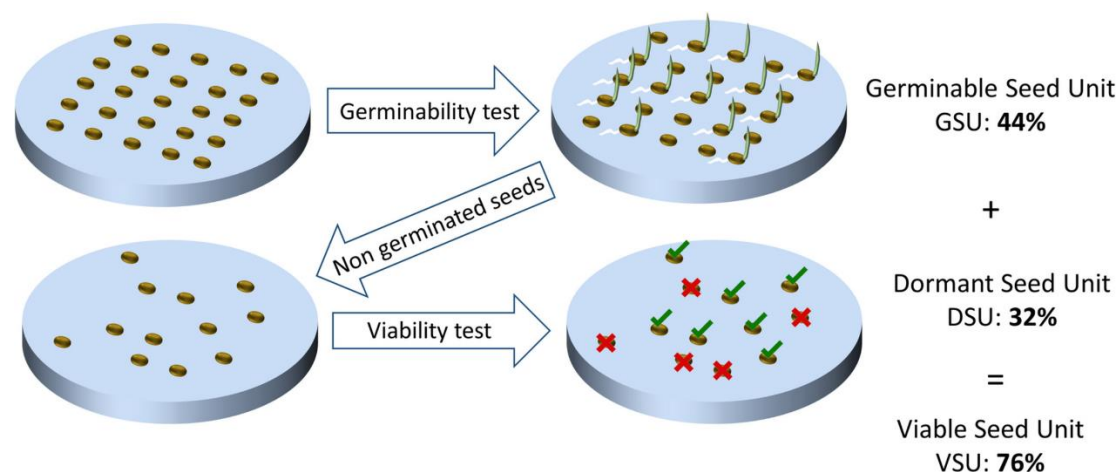 Germinability test
Germinable Seed Unit
GSU: 44%
+
Non germinated seeds
Dormant Seed Unit
DSU: 32%
Viability test
=
Viable Seed Unit
VSU: 76%